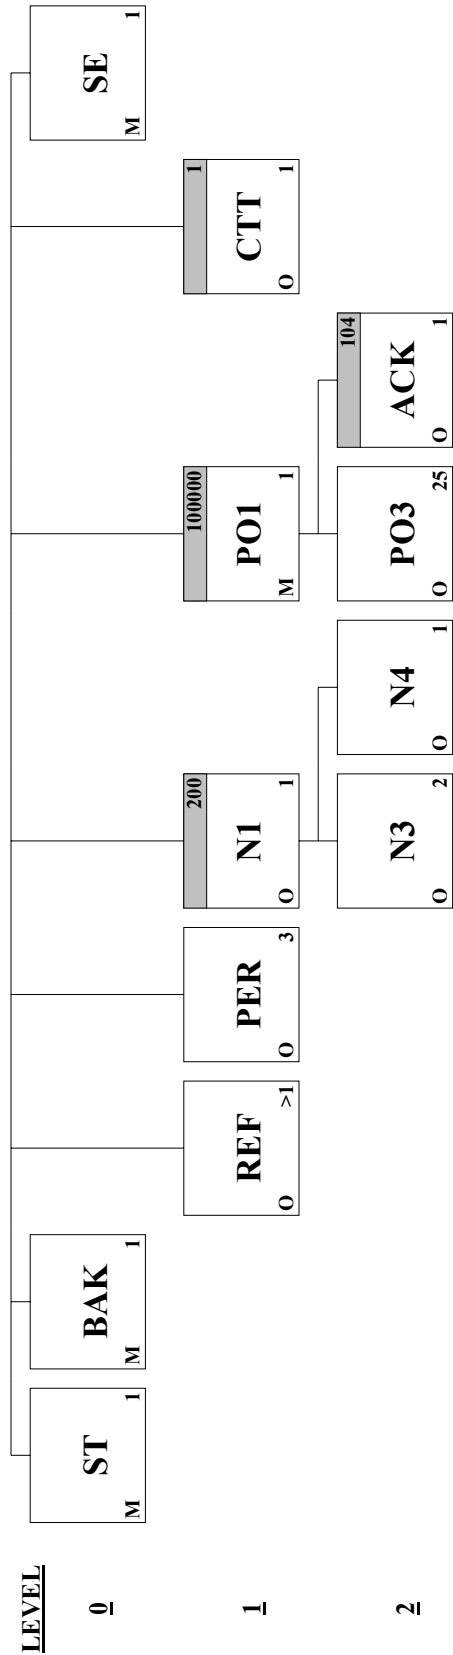 LEVEL
0
ST
M 1
BAK
M 1
SE
M 1
1
REF
O >1
PER
O 3
200
N1
O 1
100000
PO1
M 1
1
CTT
O 1
2
N3
O 2
N4
O 1
PO3
O 25
104
ACK
O 1